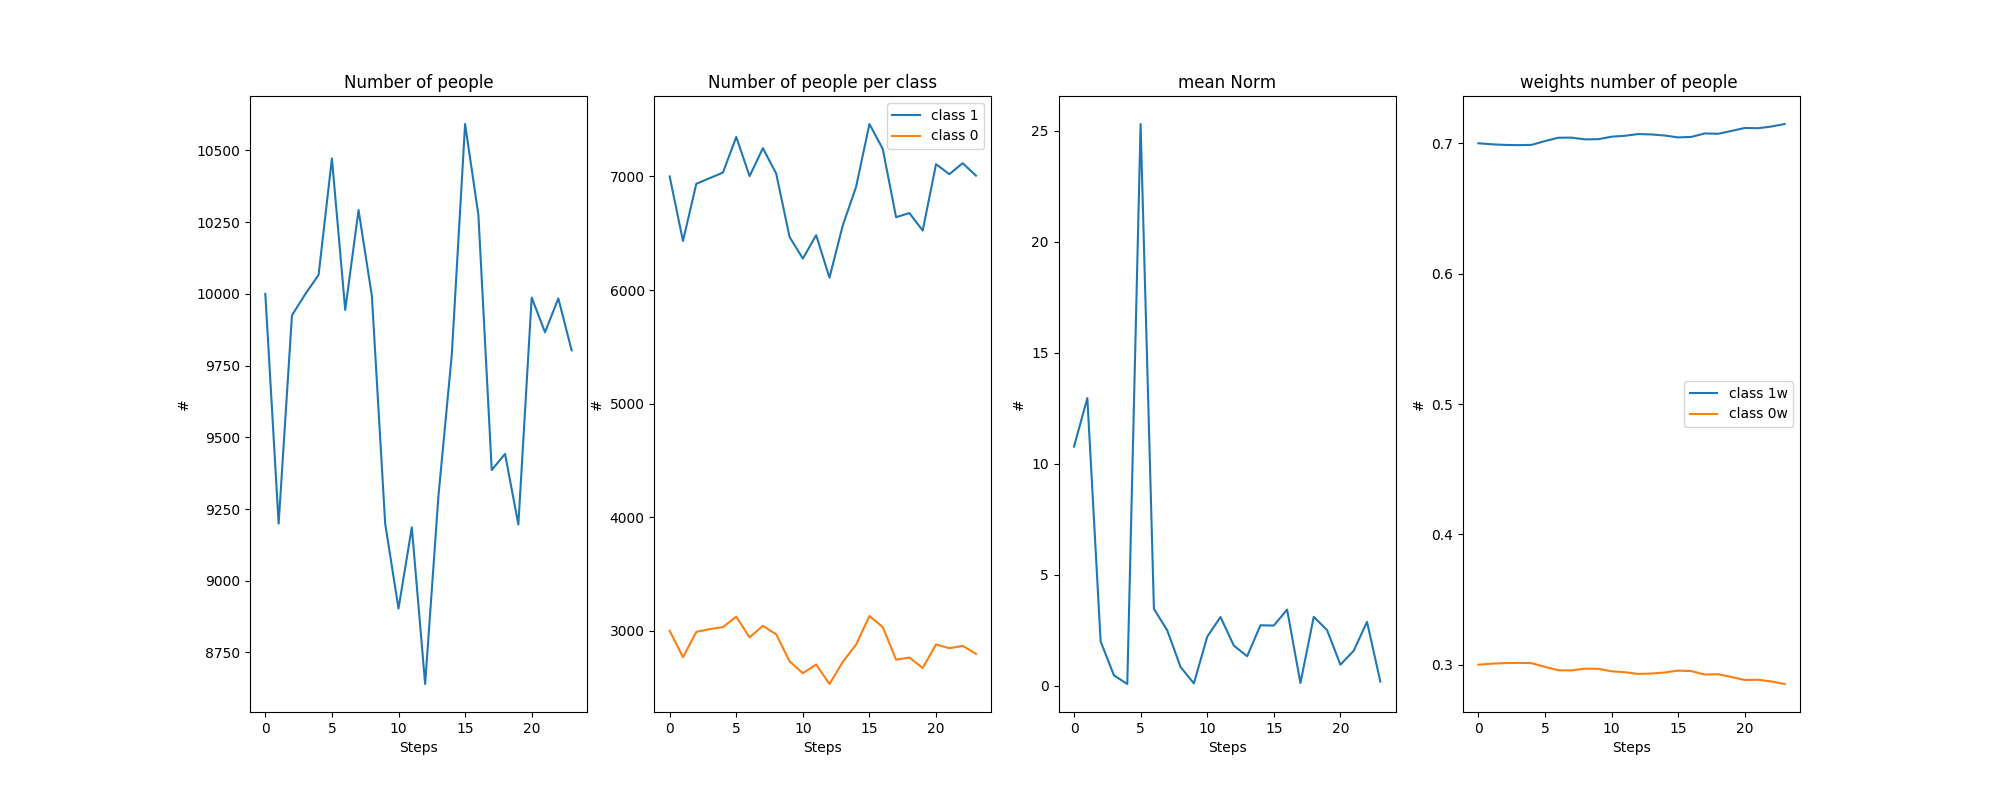 Number of people
10500
10250
10000
9750
9500
9250
9000
8750
#
0 5 10 15 20
Steps
Number of people per class
class 1
class 0
7000
6000
5000
4000
3000
#
0 5 10 15 20
Steps
mean Norm
25
20
15
10
5
0
#
0 5 10 15 20
Steps
weights number of people
0.7
0.6
0.5
0.4
0.3
class 1w
class 0w
#
0 5 10 15 20
Steps